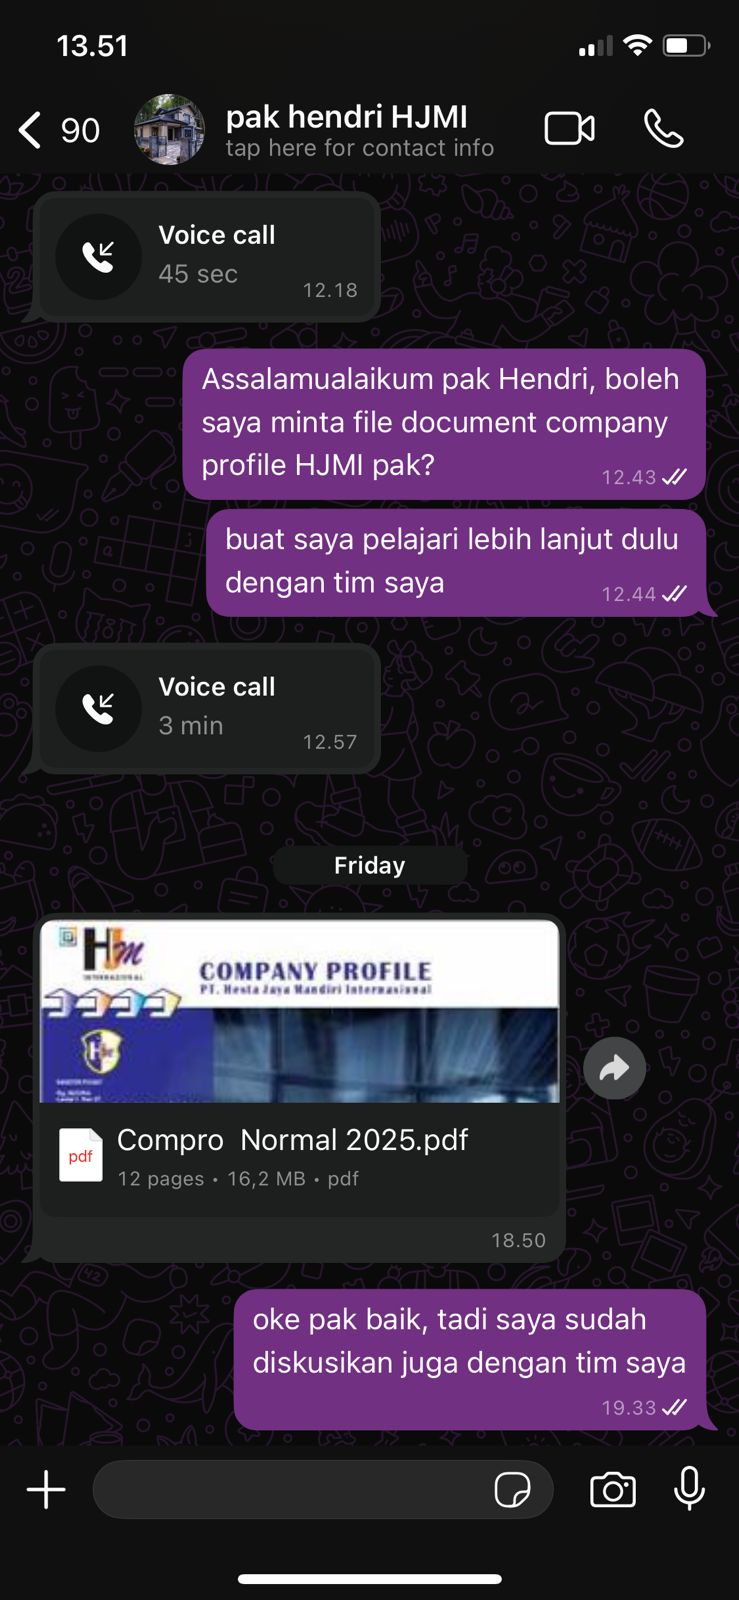 13.51
90
pak hendri HJMI
tap here for contact info
Voice call
45 sec
12.18
Assalamualaikum pak Hendri, boleh
saya minta file document company
profile HJMI pak?
12.43
buat saya pelajari lebih lanjut dulu
dengan tim saya
12.44
Voice call
3 min
12.57
Friday
Hm
INTERNASIONAL
COMPANY PROFILE
PT. Hesta Jaya Mandiri Internasional
pdf
Compro  Normal 2025.pdf
12 pages • 16,2 MB • pdf
18.50
oke pak baik, tadi saya sudah
diskusikan juga dengan tim saya
19.33